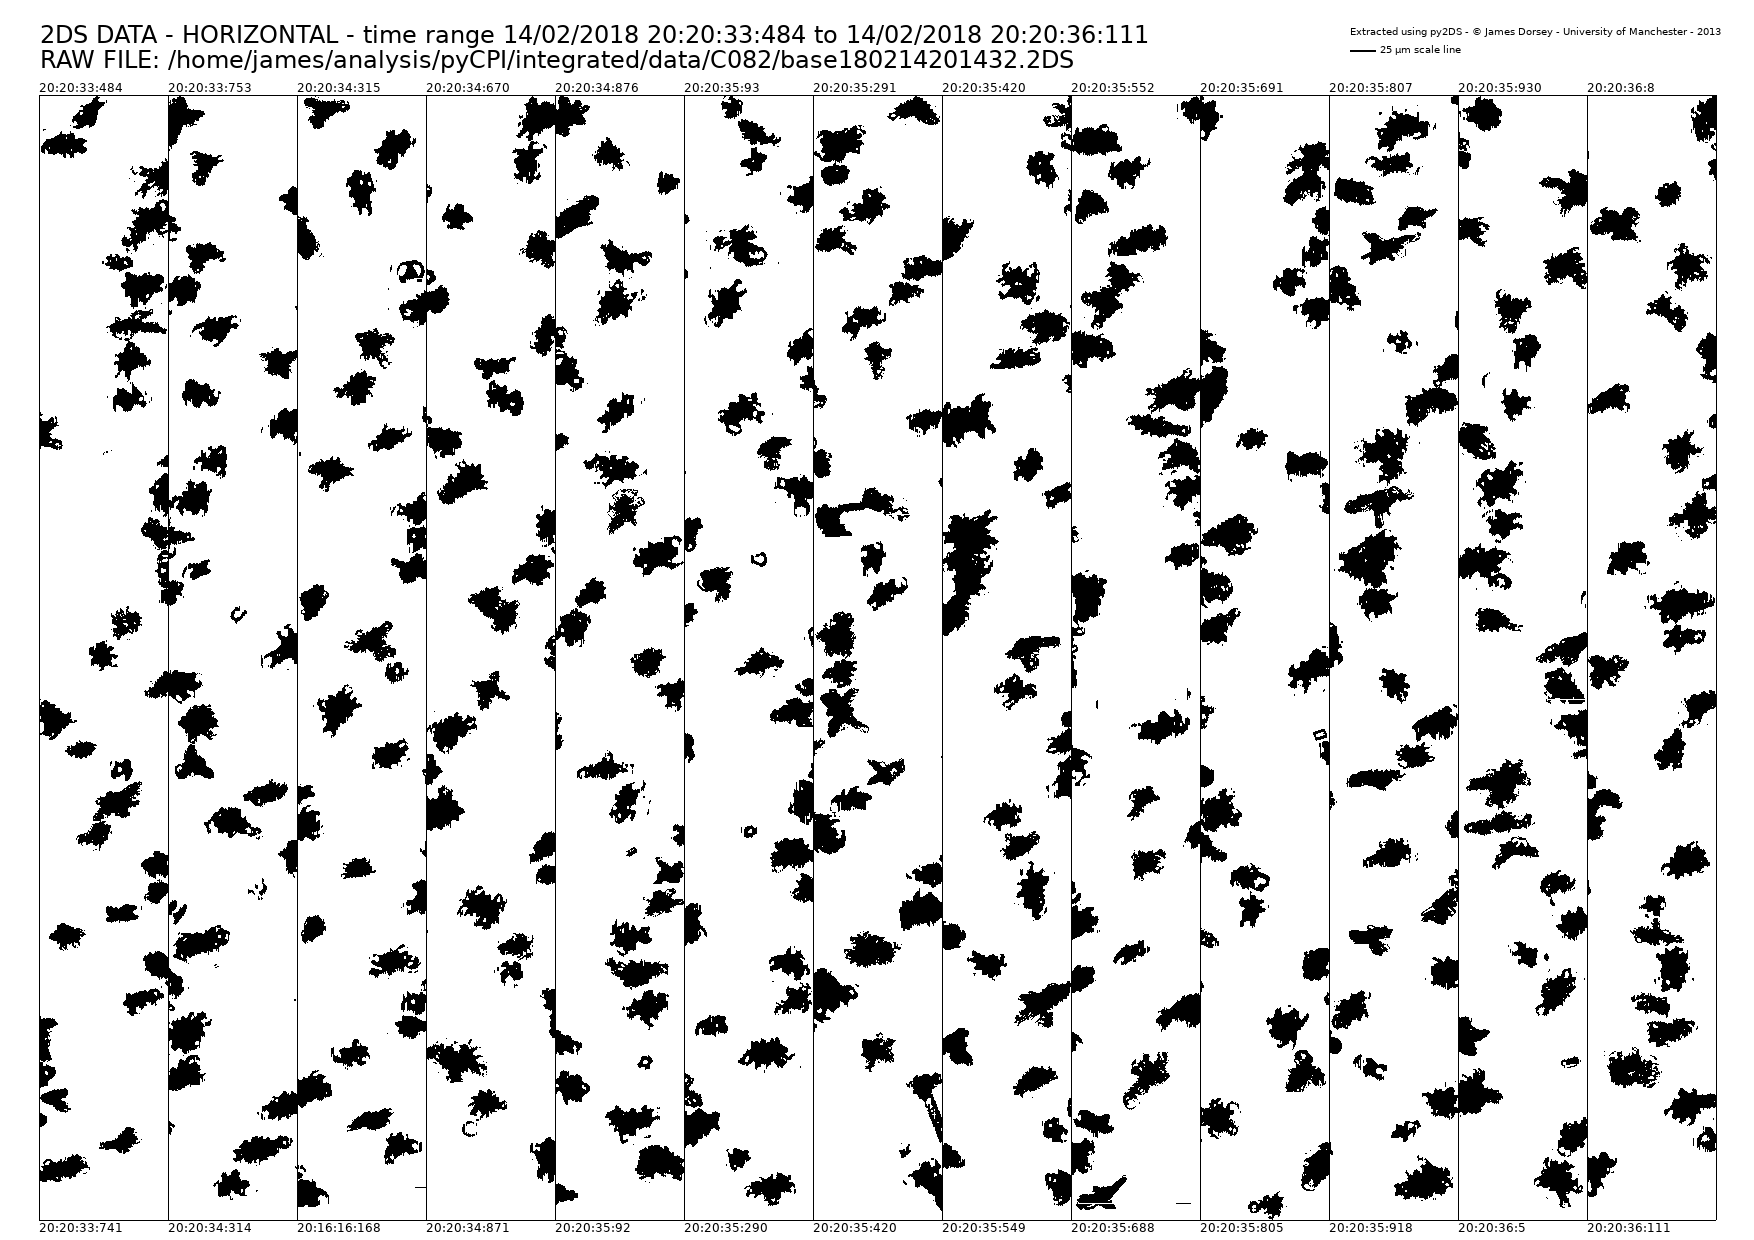 2DS DATA - HORIZONTAL - time range 14/02/2018 20:20:33:484 to 14/02/2018 20:20:36:111
RAW FILE: /home/james/analysis/pyCPI/integrated/data/C082/base180214201432.2DS
Extracted using py2DS - © James Dorsey - University of Manchester - 2013
25 µm scale line
20:20:33:484 20:20:33:753 20:20:34:315 20:20:34:670 20:20:34:876 20:20:35:93 20:20:35:291 20:20:35:420 20:20:35:552 20:20:35:691 20:20:35:807 20:20:35:930 20:20:36:8
20:20:33:741 20:20:34:314 20:16:16:168 20:20:34:871 20:20:35:92 20:20:35:290 20:20:35:420 20:20:35:549 20:20:35:688 20:20:35:805 20:20:35:918 20:20:36:5 20:20:36:111